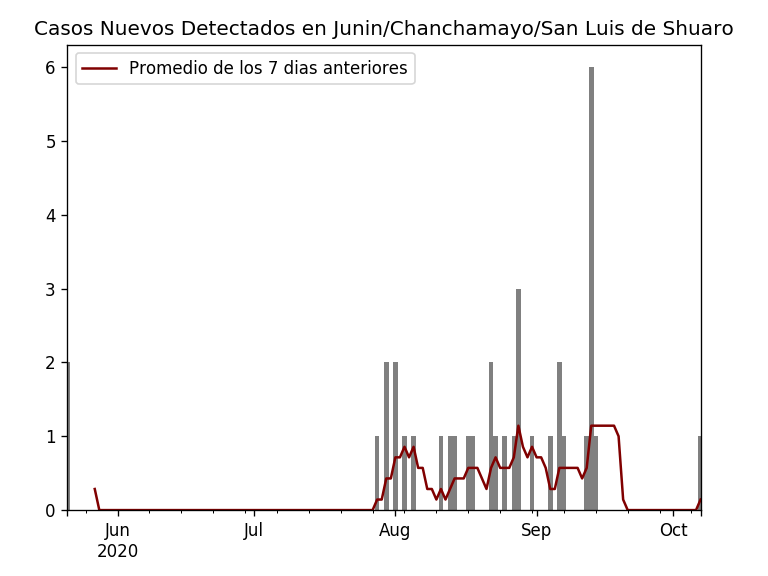 Casos Nuevos Detectados en Junin/Chanchamayo/San Luis de Shuaro
Promedio de los 7 dias anteriores
6
5
4
3
2
1
0
Jun Jul Aug Sep Oct
2020